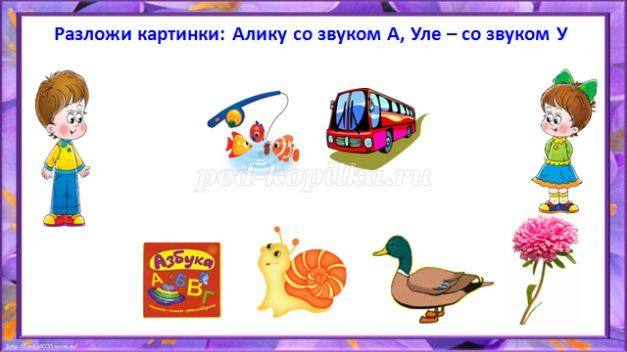 Разложи картинки: Алику со звуком А, Уле – со звуком У
ped-kopilka.ru
Азбука
А Б В Г